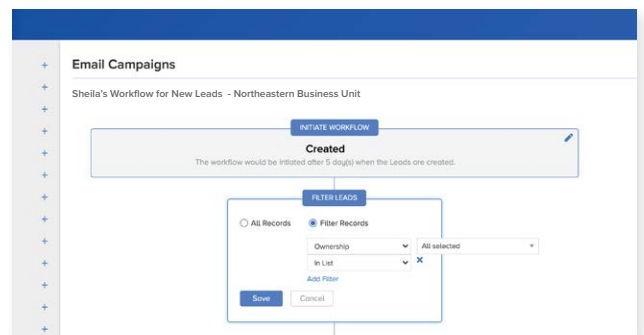 Email Campaigns
Sheila's Workflow for New Leads - Northeastern Business Unit
INITIATE WORKFLOW
Created
The workflow would be initiated after 5 day(s) when the Leads are created.
FILTER LEADS
All Records Filter Records
Ownership All selected
In List
Add Filter
Save Cancel